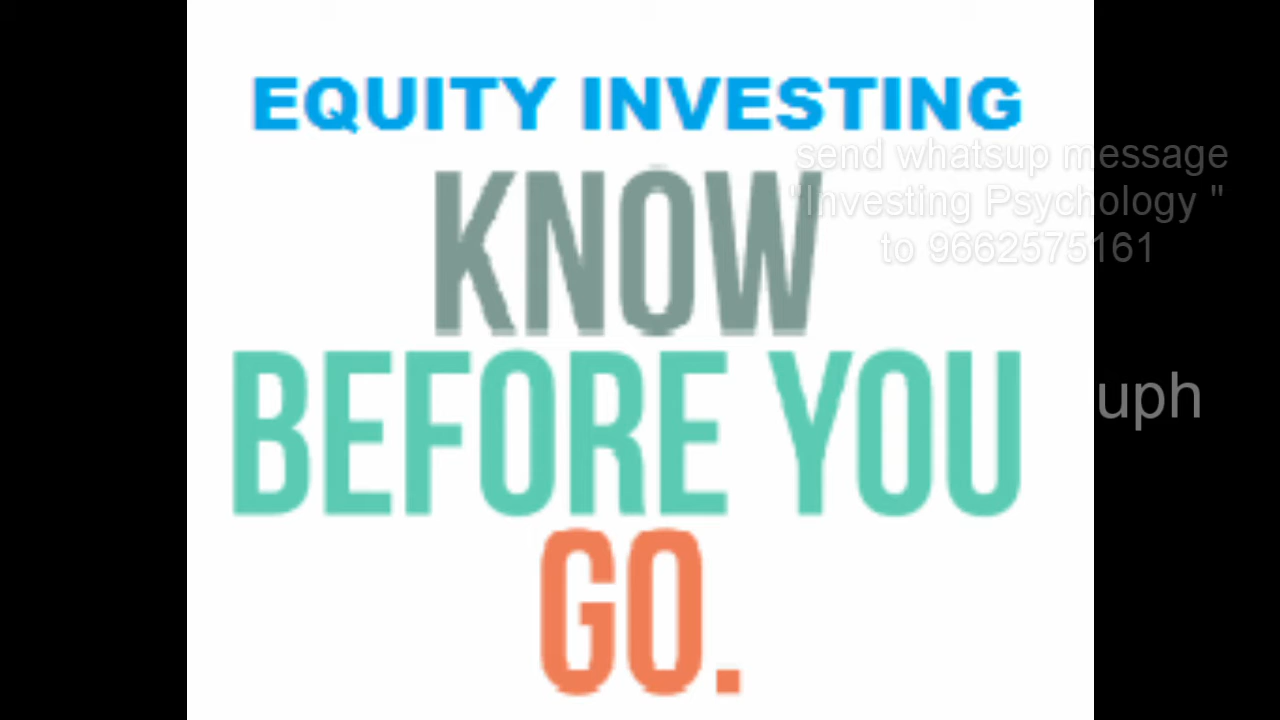 EQUITY INVESTING
send whatsup message
"Investing Psychology "
to 9662575161
KNOW
BEFORE YOU
uph
GO.